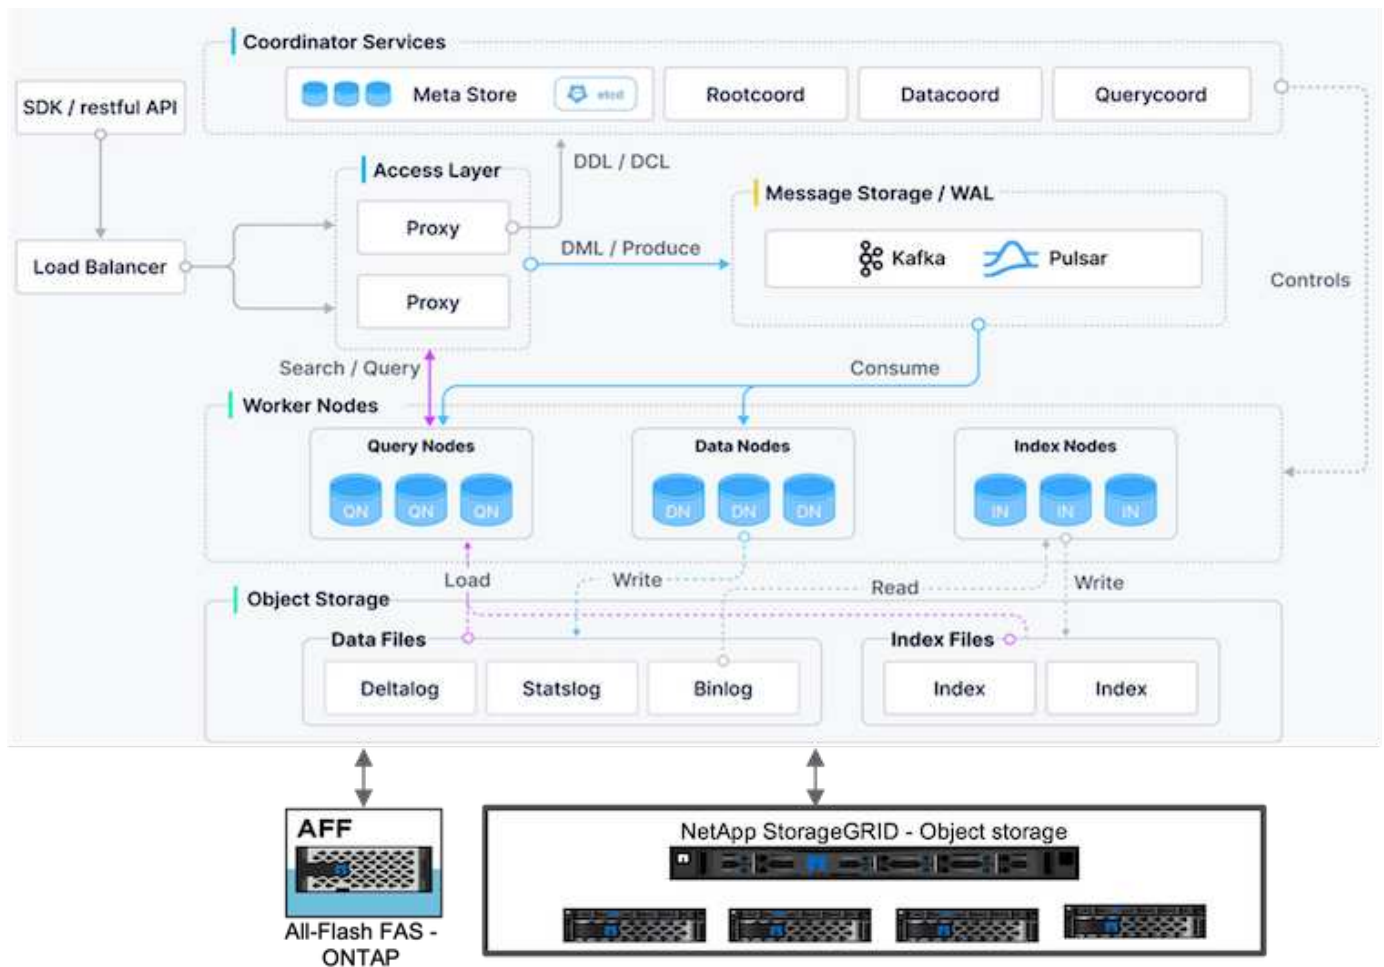 Coordinator Services
SDK / restful API
Meta Store
etcd
Rootcoord
Datacoord
Querycoord
DDL / DCL
Access Layer
Message Storage / WAL
Proxy
DML / Produce
Kafka
Pulsar
Load Balancer
Controls
Proxy
Search / Query
Consume
Worker Nodes
Query Nodes
Data Nodes
Index Nodes
QN QN QN
DN DN DN
IN IN IN
Load
Write
Read
Write
Object Storage
Data Files
Index Files
Deltalog
Statslog
Binlog
Index
Index
AFF
NetApp StorageGRID - Object storage
All-Flash FAS -
ONTAP